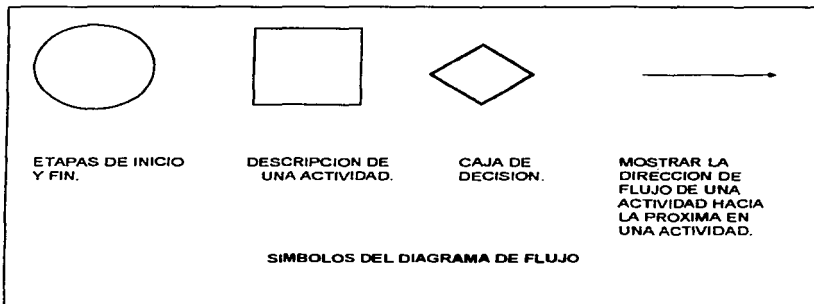 ETAPAS DE INICIO
Y FIN.
DESCRIPCION DE
UNA ACTIVIDAD.
CAJA DE
DECISION.
MOSTRAR LA
DIRECCION DE
FLUJO DE UNA
ACTIVIDAD HACIA
LA PROXIMA EN
UNA ACTIVIDAD.
SIMBOLOS DEL DIAGRAMA DE FLUJO